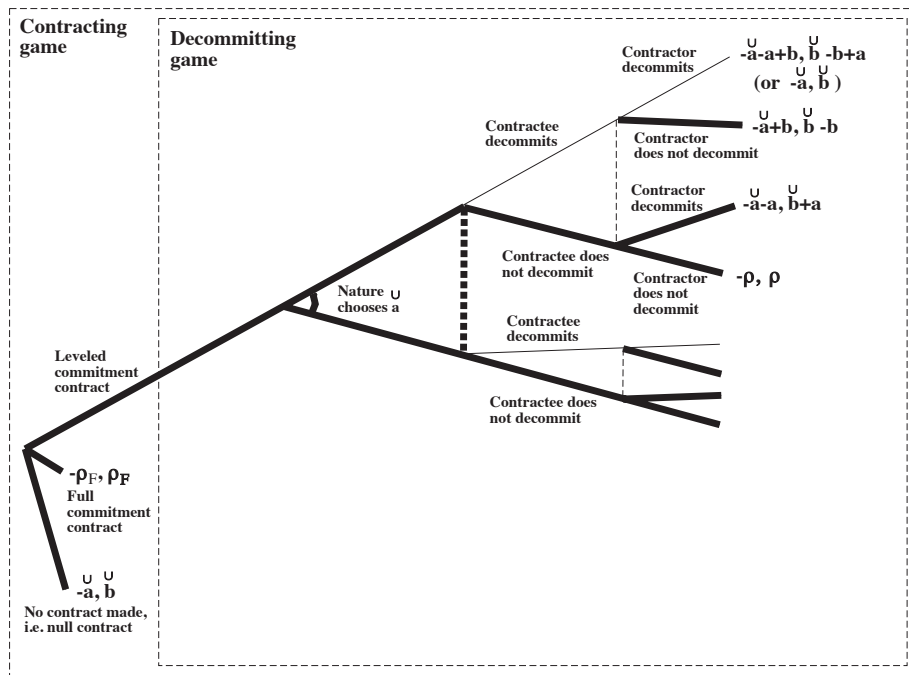 Contracting
game
Decommitting
game
Contractor
decommits
-ă-a+b, b̆ -b+a
(or -ă, b̆ )
Contractee
decommits
-ă+b, b̆ -b
Contractor
does not decommit
Contractor
decommits
-ă-a, b̆+a
Contractee does
not decommit
Contractor
does not
decommit
-ρ, ρ
Nature
chooses ă
Contractee
decommits
Leveled
commitment
contract
Contractee does
not decommit
-ρF, ρF
Full
commitment
contract
-ă, b̆
No contract made,
i.e. null contract